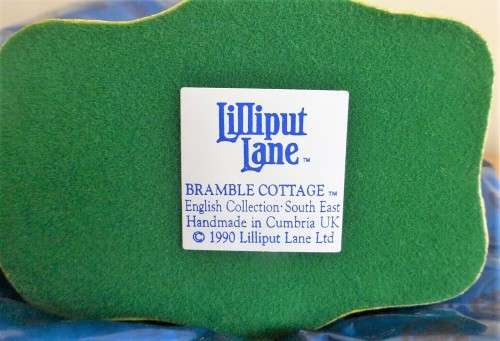 Lilliput
Lane™
BRAMBLE COTTAGE™
English Collection·South East
Handmade in Cumbria UK
© 1990 Lilliput Lane Ltd